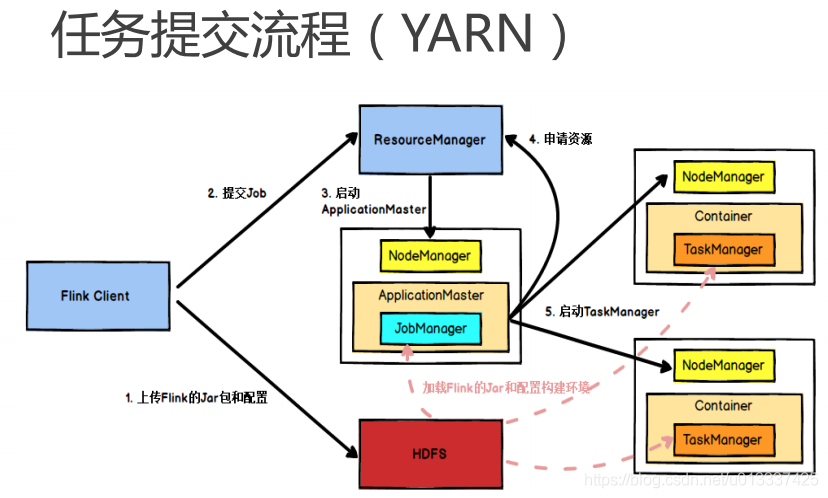 任务提交流程（YARN）
ResourceManager
4. 申请资源
2. 提交Job
3. 启动
ApplicationMaster
NodeManager
Container
TaskManager
NodeManager
ApplicationMaster
JobManager
Flink Client
5. 启动TaskManager
1. 上传Flink的Jar包和配置
加载Flink的Jar和配置构建环境
NodeManager
Container
TaskManager
HDFS
https://blog.csdn.net/u013337425